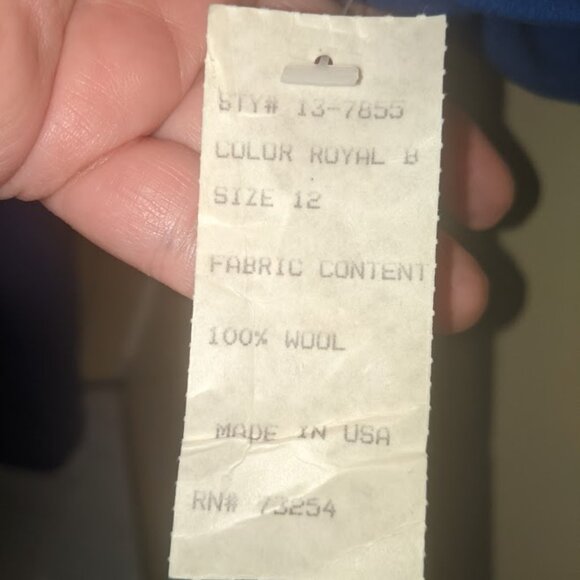 STY# 13-7855
COLOR ROYAL B
SIZE 12
FABRIC CONTENT
100% WOOL
MADE IN USA
RN# 73254